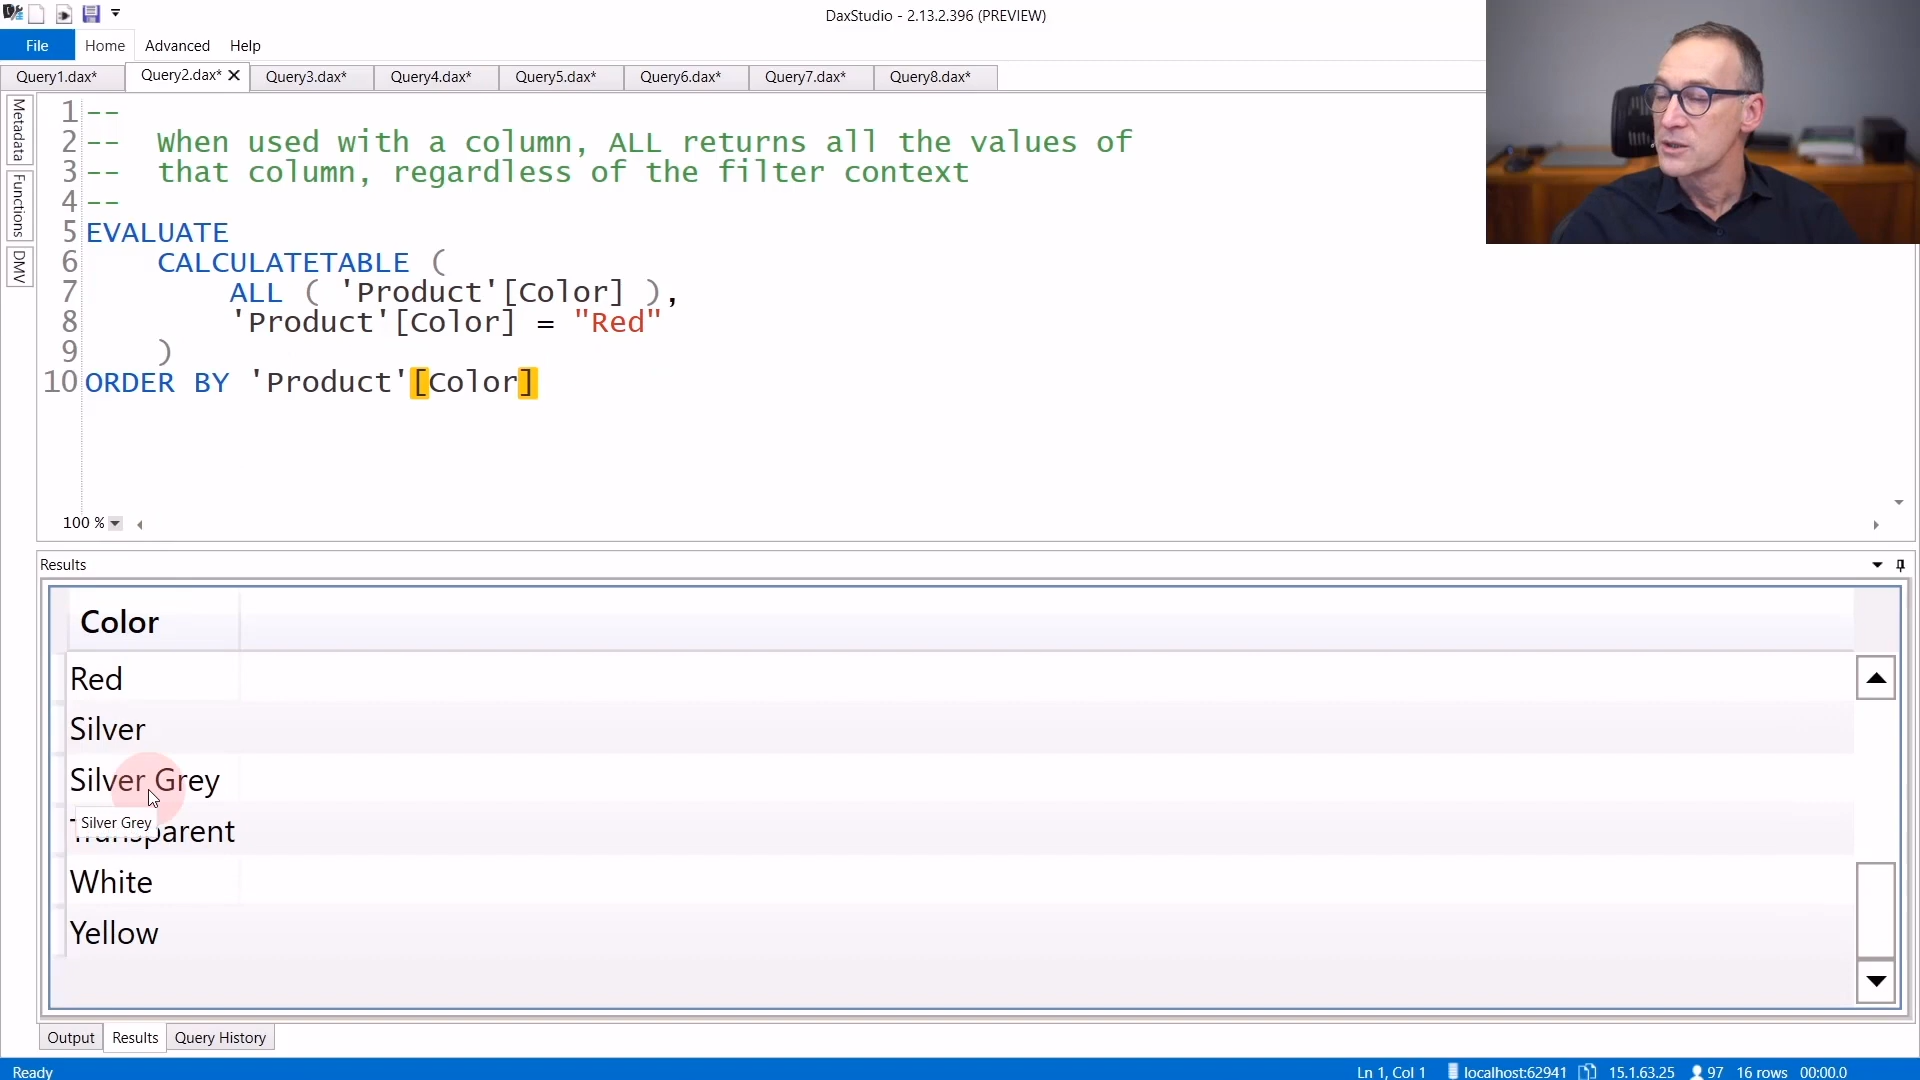 DaxStudio - 2.13.2.396 (PREVIEW)
File Home Advanced Help
Query1.dax* Query2.dax* Query3.dax* Query4.dax* Query5.dax* Query6.dax* Query7.dax* Query8.dax*
Metadata
Functions
DMV
1 --
2 -- When used with a column, ALL returns all the values of
3 -- that column, regardless of the filter context
4 --
5 EVALUATE
6 CALCULATETABLE (
7 ALL ( 'Product'[Color] ),
8 'Product'[Color] = "Red"
9 )
10 ORDER BY 'Product'[Color]
100 %
Results
Color
Red
Silver
Silver Grey
Silver Grey
Transparent
White
Yellow
Output Results Query History
Ready Ln 1, Col 1 localhost:62941 15.1.63.25 97 16 rows 00:00.0